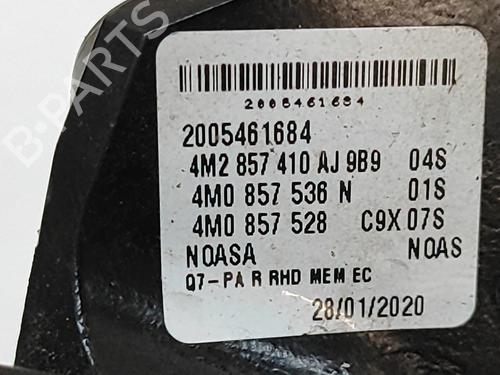 B-PARTS
2005461684
2005461684
4M2 857 410 AJ 9B9 04S
4M0 857 536 N 01S
4M0 857 528 C9X 07S
NOASA NOAS
Q7-PA R RHD MEM EC
28/01/2020